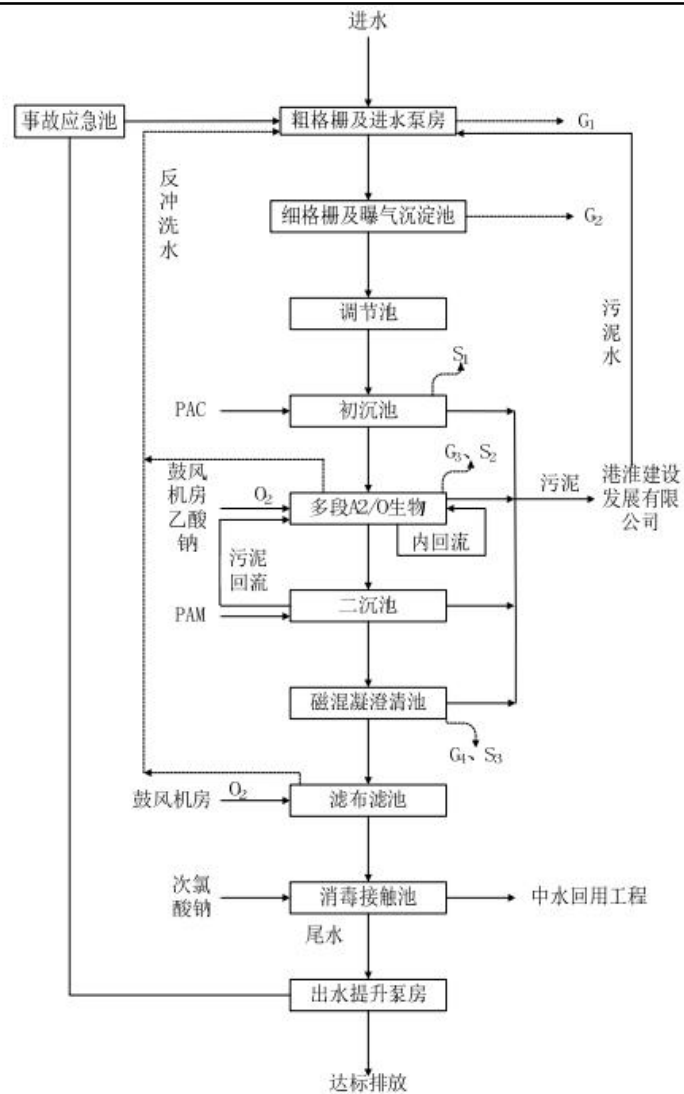 进水
事故应急池
粗格栅及进水泵房
G₁
反
冲
洗
水
细格栅及曝气沉淀池
G₂
调节池
污
泥
水
S₁
PAC
初沉池
G₃、S₂
鼓风
机房
乙酸
钠
O₂
多段A2/O生物
污泥
港淮建设
发展有限
公司
内回流
污泥
回流
PAM
二沉池
磁混凝澄清池
G₄、S₃
鼓风机房
O₂
滤布滤池
次氯
酸钠
消毒接触池
中水回用工程
尾水
出水提升泵房
达标排放